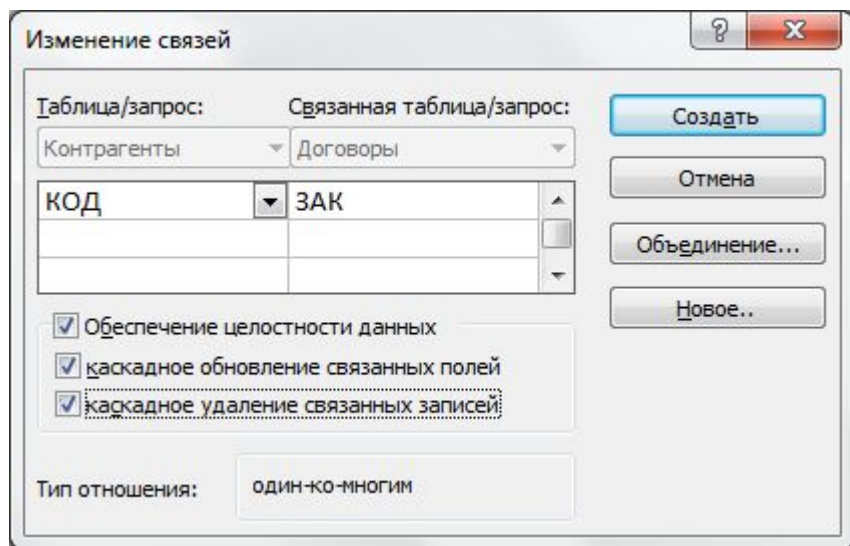 Изменение связей
Таблица/запрос: Связанная таблица/запрос:
Контрагенты Договоры
КОД ЗАК
Обеспечение целостности данных
каскадное обновление связанных полей
каскадное удаление связанных записей
Тип отношения: один-ко-многим
Создать
Отмена
Объединение...
Новое..